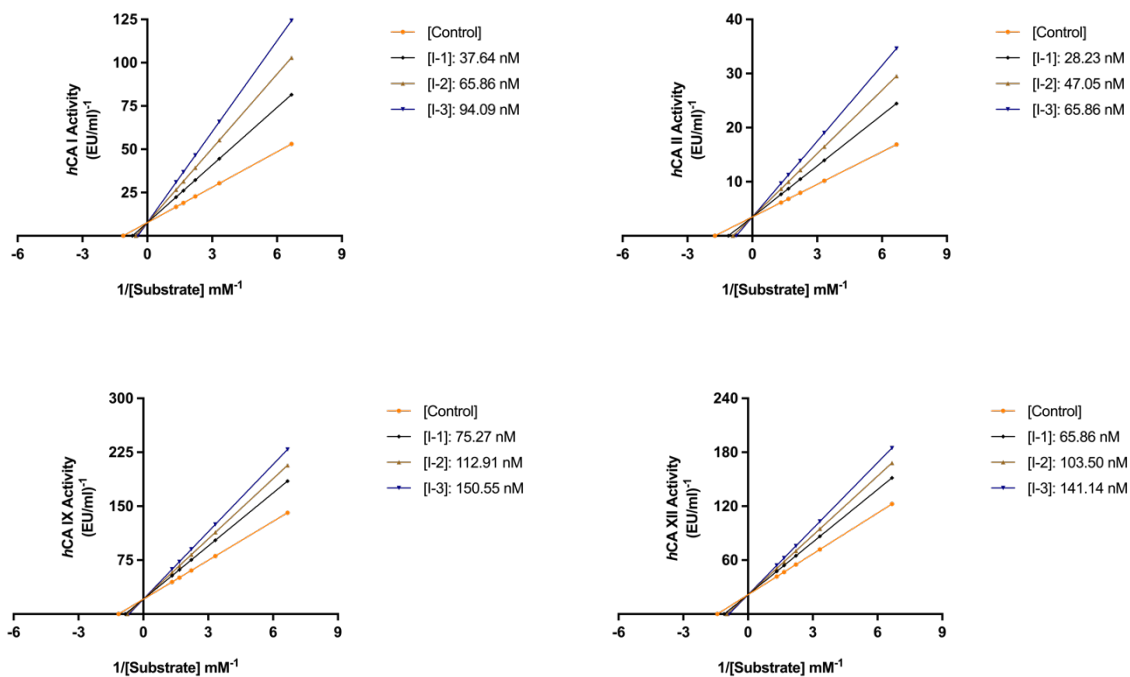 125
100
75
50
25
-6 -3 0 3 6 9
hCA I Activity
(EU/ml)-1
1/[Substrate] mM-1
[Control]
[I-1]: 37.64 nM
[I-2]: 65.86 nM
[I-3]: 94.09 nM
40
30
20
10
-6 -3 0 3 6 9
hCA II Activity
(EU/ml)-1
1/[Substrate] mM-1
[Control]
[I-1]: 28.23 nM
[I-2]: 47.05 nM
[I-3]: 65.86 nM
300
225
150
75
-6 -3 0 3 6 9
hCA IX Activity
(EU/ml)-1
1/[Substrate] mM-1
[Control]
[I-1]: 75.27 nM
[I-2]: 112.91 nM
[I-3]: 150.55 nM
240
180
120
60
-6 -3 0 3 6 9
hCA XII Activity
(EU/ml)-1
1/[Substrate] mM-1
[Control]
[I-1]: 65.86 nM
[I-2]: 103.50 nM
[I-3]: 141.14 nM